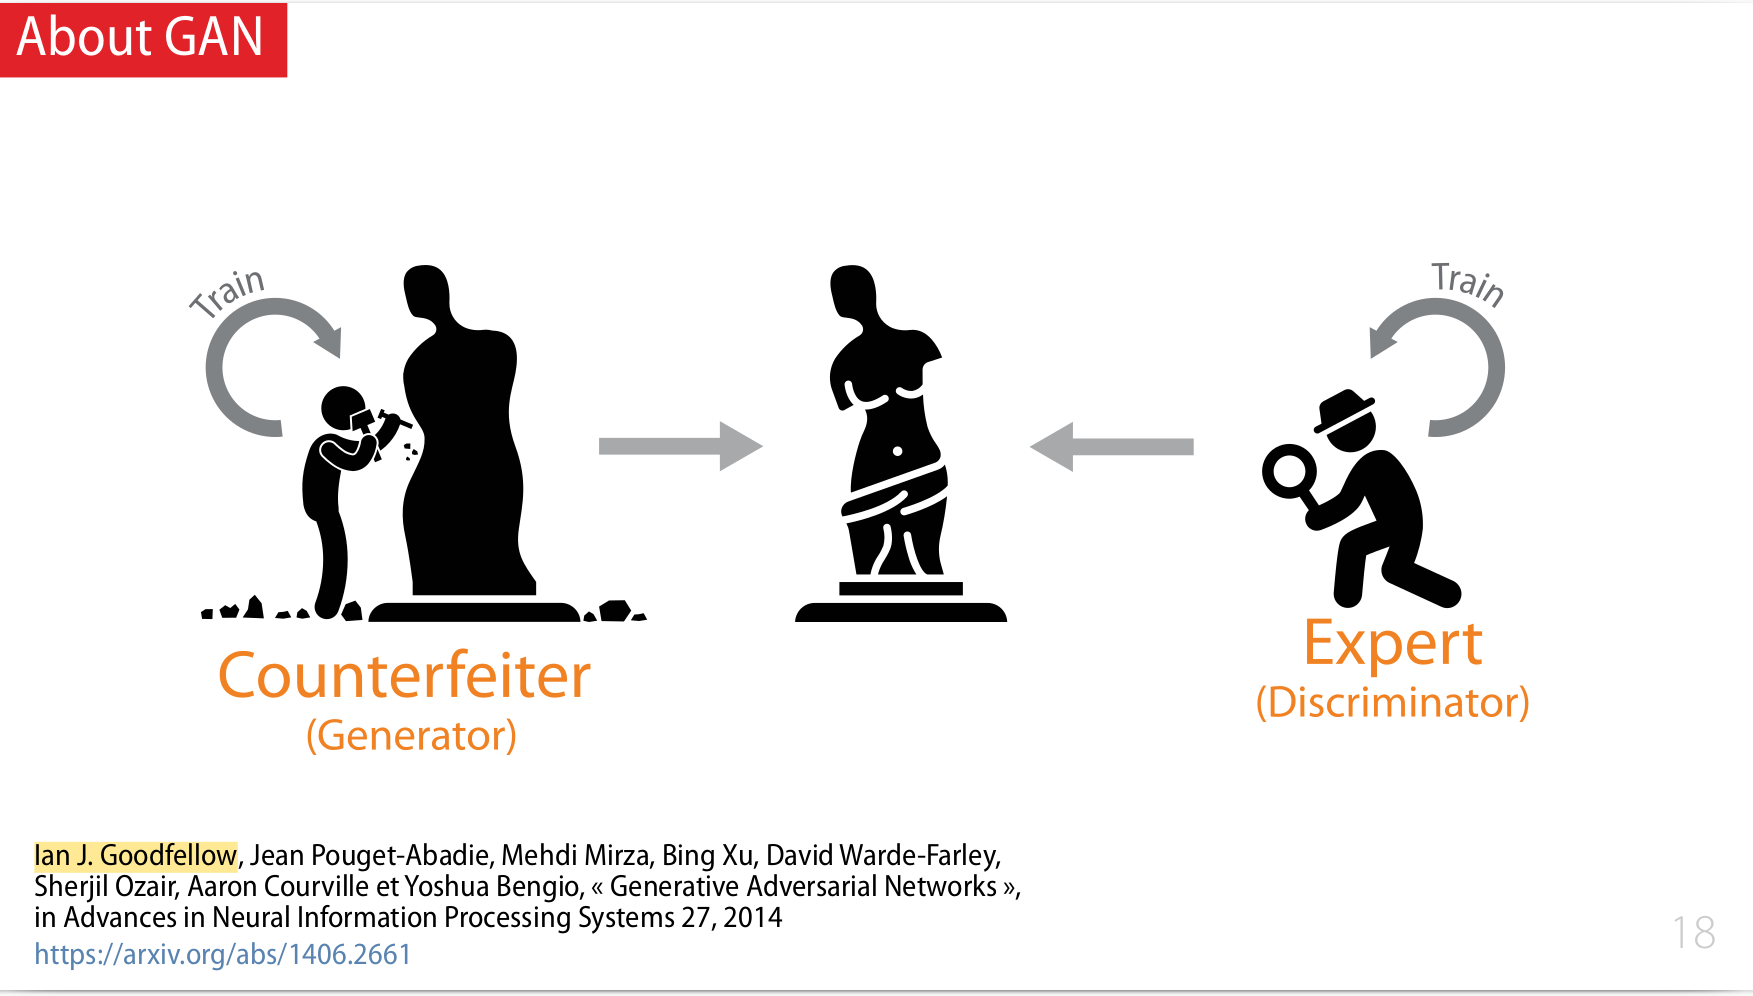 About GAN
Train
Train
Counterfeiter
(Generator)
Expert
(Discriminator)
Ian J. Goodfellow, Jean Pouget-Abadie, Mehdi Mirza, Bing Xu, David Warde-Farley,
Sherjil Ozair, Aaron Courville et Yoshua Bengio, « Generative Adversarial Networks »,
in Advances in Neural Information Processing Systems 27, 2014
https://arxiv.org/abs/1406.2661
18